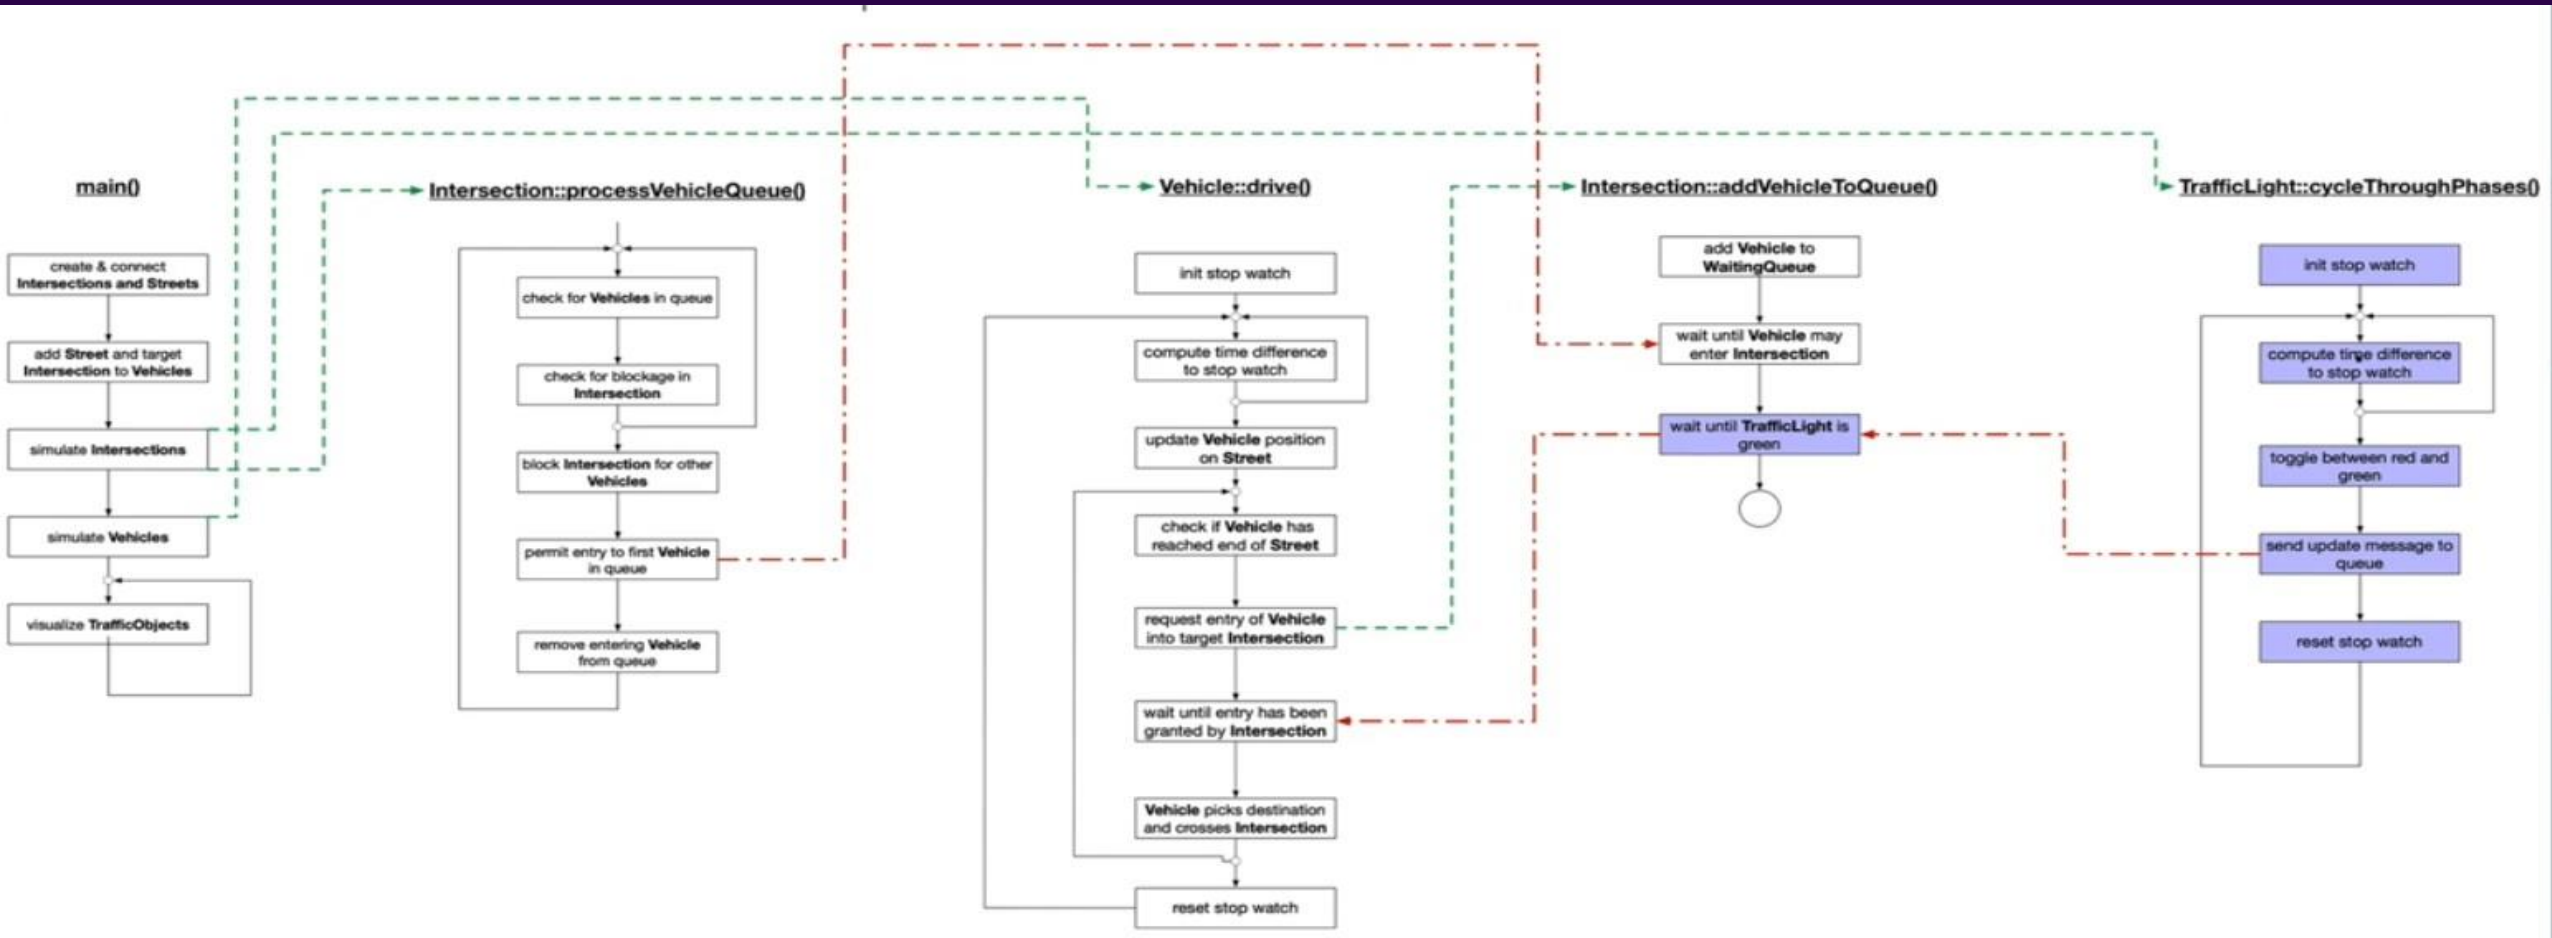 main()
create & connect
Intersections and Streets
add Street and target
Intersection to Vehicles
simulate Intersections
simulate Vehicles
visualize TrafficObjects
Intersection::processVehicleQueue()
check for Vehicles in queue
check for blockage in
Intersection
block Intersection for other
Vehicles
permit entry to first Vehicle
in queue
remove entering Vehicle
from queue
Vehicle::drive()
init stop watch
compute time difference
to stop watch
update Vehicle position
on Street
check if Vehicle has
reached end of Street
request entry of Vehicle
into target Intersection
wait until entry has been
granted by Intersection
Vehicle picks destination
and crosses Intersection
reset stop watch
Intersection::addVehicleToQueue()
add Vehicle to
WaitingQueue
wait until Vehicle may
enter Intersection
wait until TrafficLight is
green
TrafficLight::cycleThroughPhases()
init stop watch
compute time difference
to stop watch
toggle between red and
green
send update message to
queue
reset stop watch